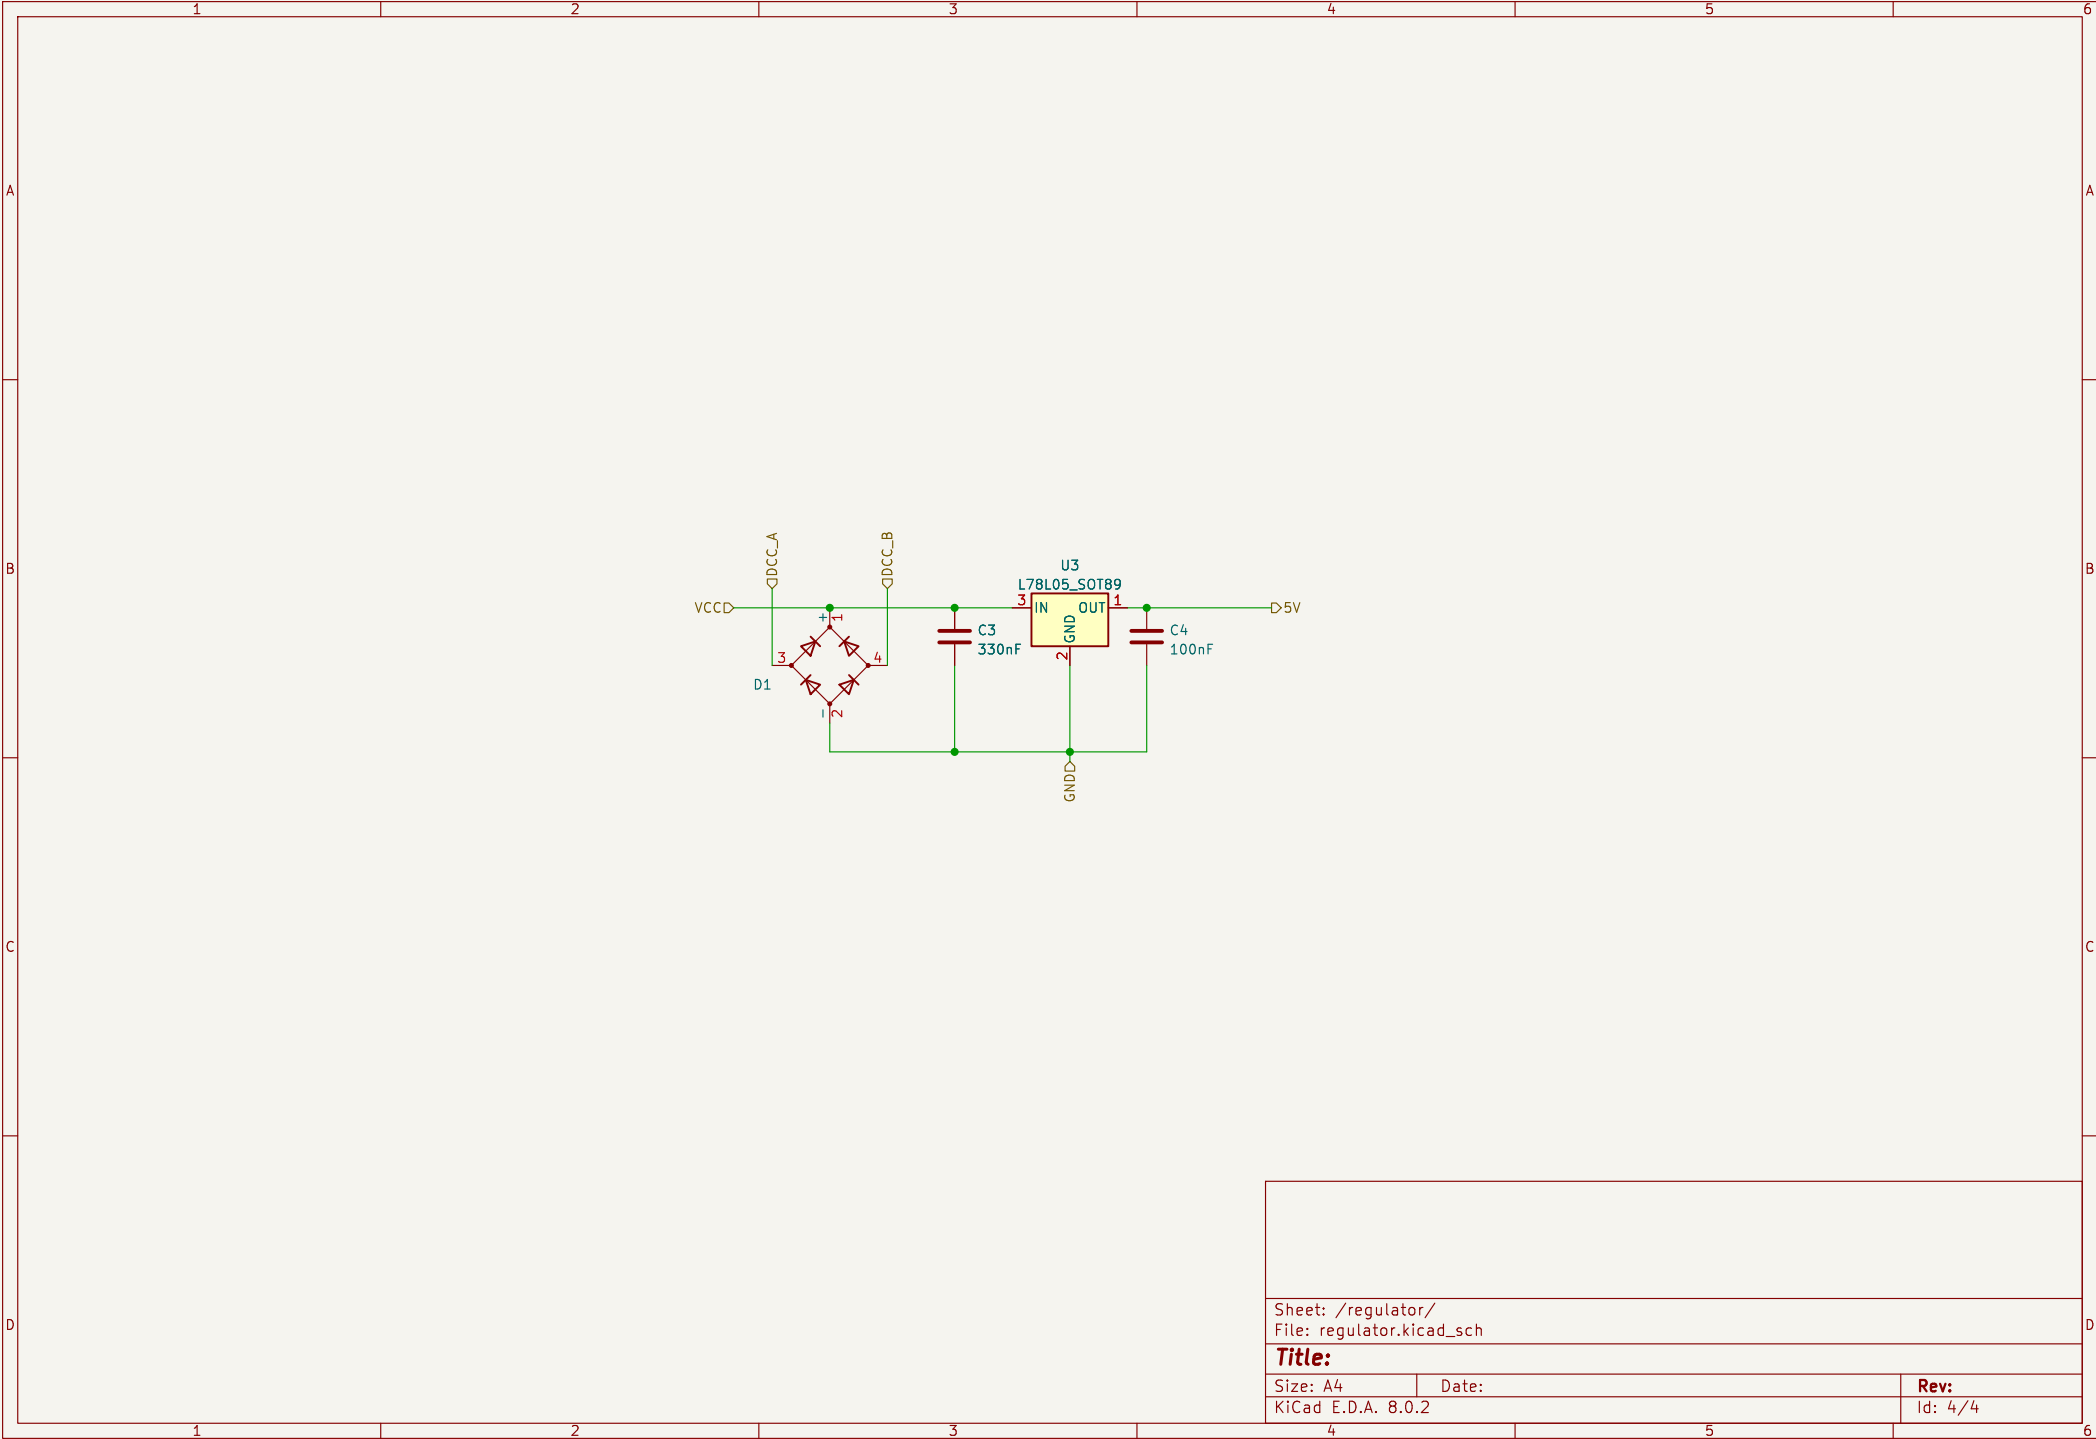 1 2 3 4 5 6
A A
DCC_A DCC_B
U3
B B
L78L05_SOT89
VCC 3 IN OUT 1 5V
+ 1
GND
C3 C4
330nF 100nF
3 4 2
D1
- 2
GND
C C
Sheet: /regulator/
D D
File: regulator.kicad_sch
Title:
Size: A4 Date: Rev:
KiCad E.D.A. 8.0.2 Id: 4/4
1 2 3 4 5 6